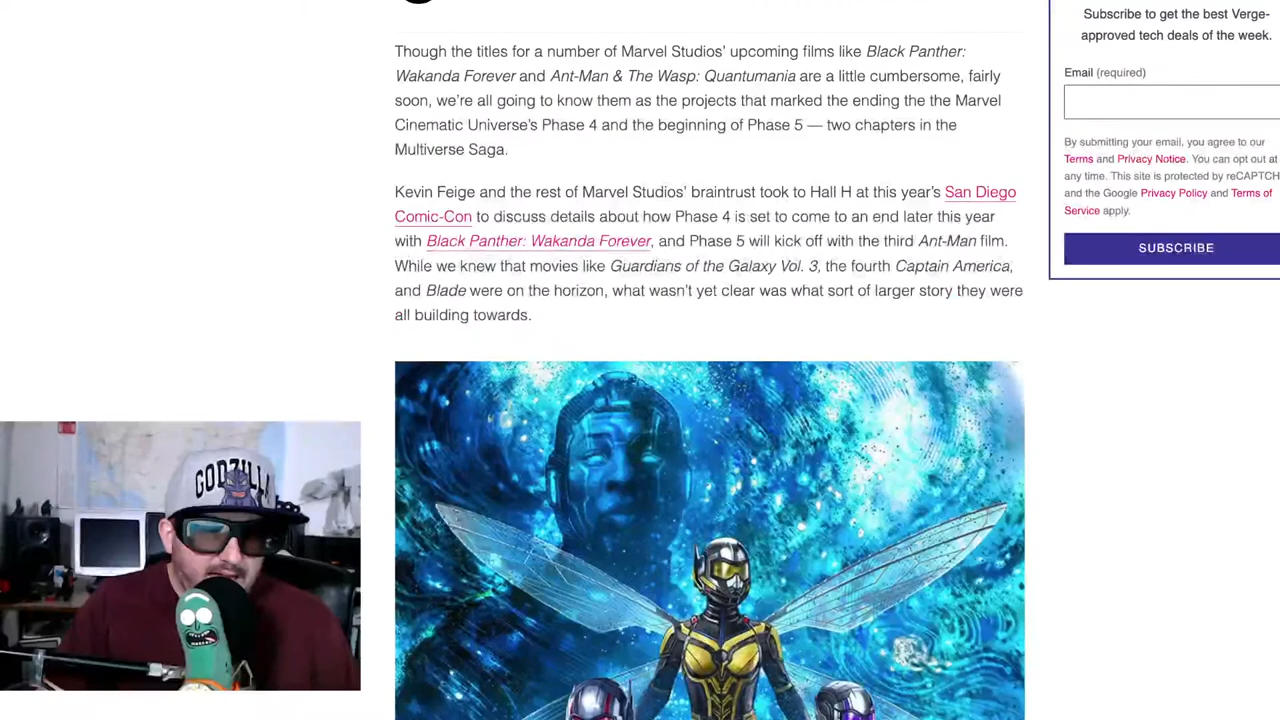 Though the titles for a number of Marvel Studios’ upcoming films like Black Panther:
Wakanda Forever and Ant-Man & The Wasp: Quantumania are a little cumbersome, fairly
soon, we’re all going to know them as the projects that marked the ending the the Marvel
Cinematic Universe’s Phase 4 and the beginning of Phase 5 — two chapters in the
Multiverse Saga.
Kevin Feige and the rest of Marvel Studios’ braintrust took to Hall H at this year’s San Diego
Comic-Con to discuss details about how Phase 4 is set to come to an end later this year
with Black Panther: Wakanda Forever, and Phase 5 will kick off with the third Ant-Man film.
While we knew that movies like Guardians of the Galaxy Vol. 3, the fourth Captain America,
and Blade were on the horizon, what wasn’t yet clear was what sort of larger story they were
all building towards.
Subscribe to get the best Verge-
approved tech deals of the week.
Email (required)
By submitting your email, you agree to our
Terms and Privacy Notice. You can opt out at
any time. This site is protected by reCAPTCH
and the Google Privacy Policy and Terms of
Service apply.
SUBSCRIBE
GODZILLA